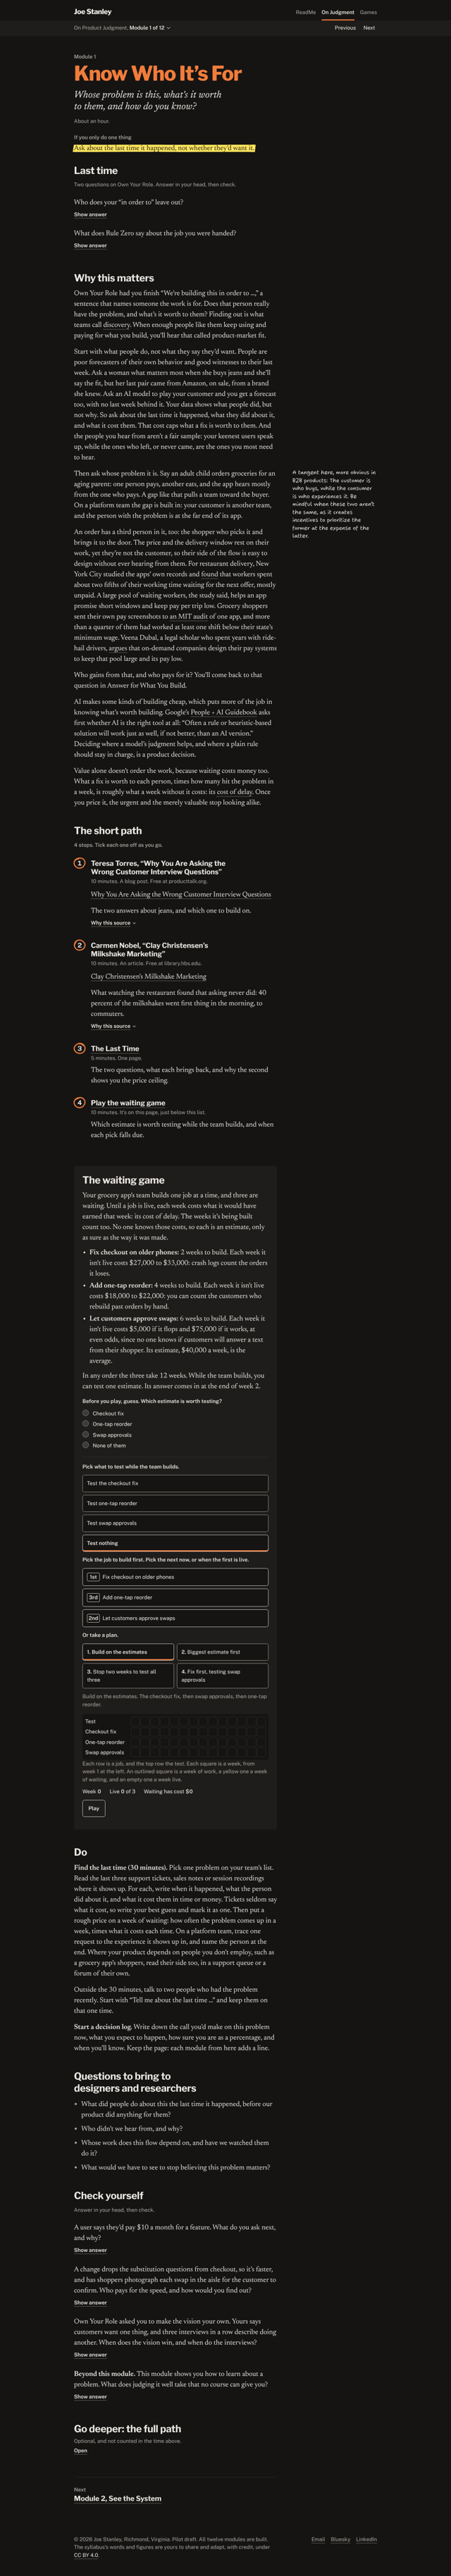 Joe Stanley
ReadMe On Judgment Games
On Product Judgment, Module 1 of 12
Previous Next
Module 1
Know Who It's For
Whose problem is this, what's it worth
to them, and how do you know?
About an hour.
If you only do one thing
Ask about the last time it happened, not whether they'd want it.
Last time
Two questions on Own Your Role. Answer in your head, then check.
Who does your “in order to” leave out?
Show answer
What does Rule Zero say about the job you were handed?
Show answer
Why this matters
Own Your Role had you finish “We're building this in order to …,” a
sentence that names someone the work is for. Does that person really
have the problem, and what's it worth to them? Finding out is what
teams call discovery. When enough people like them keep using and
paying for what you build, you'll hear that called product-market fit.
Start with what people do, not what they say they'd want. People are
poor forecasters of their own behavior and good witnesses to their last
week. Ask a woman what matters most when she buys jeans and she'll
say the fit, but her last pair came from Amazon, on sale, from a brand
she knew. Ask an AI model to play your customer and you get a forecast
too, with no last week behind it. Your data shows what people did, but
not why. So ask about the last time it happened, what they did about it,
and what it cost them. That cost caps what a fix is worth to them. And
the people you hear from aren't a fair sample: your keenest users speak
up, while the ones who left, or never came, are the ones you most need
to hear.
Then ask whose problem it is. Say an adult child orders groceries for an
aging parent: one person pays, another eats, and the app hears mostly
from the one who pays. A gap like that pulls a team toward the buyer.
On a platform team the gap is built in: your customer is another team,
and the person with the problem is at the far end of its app.
A tangent here, more obvious in
B2B products: The customer is
who buys, while the consumer
is who experiences it. Be
mindful when these two aren't
the same, as it creates
incentives to prioritize the
former at the expense of the
latter.
An order has a third person in it, too: the shopper who picks it and
brings it to the door. The price and the delivery window rest on their
work, yet they're not the customer, so their side of the flow is easy to
design without ever hearing from them. For restaurant delivery, New
York City studied the apps' own records and found that workers spent
about two fifths of their working time waiting for the next offer, mostly
unpaid. A large pool of waiting workers, the study said, helps an app
promise short windows and keep pay per trip low. Grocery shoppers
sent their own pay screenshots to an MIT audit of one app, and more
than a quarter of them had worked at least one shift below their state's
minimum wage. Veena Dubal, a legal scholar who spent years with ride-
hail drivers, argues that on-demand companies design their pay systems
to keep that pool large and its pay low.
Who gains from that, and who pays for it? You'll come back to that
question in Answer for What You Build.
AI makes some kinds of building cheap, which puts more of the job in
knowing what's worth building. Google's People + AI Guidebook asks
first whether AI is the right tool at all: “Often a rule or heuristic-based
solution will work just as well, if not better, than an AI version.”
Deciding where a model's judgment helps, and where a plain rule
should stay in charge, is a product decision.
Value alone doesn't order the work, because waiting costs money too.
What a fix is worth to each person, times how many hit the problem in
a week, is roughly what a week without it costs: its cost of delay. Once
you price it, the urgent and the merely valuable stop looking alike.
The short path
4 steps. Tick each one off as you go.
1
Teresa Torres, “Why You Are Asking the
Wrong Customer Interview Questions”
10 minutes. A blog post. Free at producttalk.org.
Why You Are Asking the Wrong Customer Interview Questions
The two answers about jeans, and which one to build on.
Why this source
2
Carmen Nobel, “Clay Christensen's
Milkshake Marketing”
10 minutes. An article. Free at library.hbs.edu.
Clay Christensen's Milkshake Marketing
What watching the restaurant found that asking never did: 40
percent of the milkshakes went first thing in the morning, to
commuters.
Why this source
3
The Last Time
5 minutes. One page.
The two questions, what each brings back, and why the second
shows you the price ceiling.
4
Play the waiting game
10 minutes. It's on this page, just below this list.
Which estimate is worth testing while the team builds, and when
each pick falls due.
The waiting game
Your grocery app's team builds one job at a time, and three are
waiting. Until a job is live, each week costs what it would have
earned that week: its cost of delay. The weeks it's being built
count too. No one knows those costs, so each is an estimate, only
as sure as the way it was made.
• Fix checkout on older phones: 2 weeks to build. Each week it
isn't live costs $27,000 to $33,000: crash logs count the orders
it loses.
• Add one-tap reorder: 4 weeks to build. Each week it isn't live
costs $18,000 to $22,000: you can count the customers who
rebuild past orders by hand.
• Let customers approve swaps: 6 weeks to build. Each week it
isn't live costs $5,000 if it flops and $75,000 if it works, at
even odds, since no one knows if customers will answer a text
from their shopper. Its estimate, $40,000 a week, is the
average.
In any order the three take 12 weeks. While the team builds, you
can test one estimate. Its answer comes in at the end of week 2.
Before you play, guess. Which estimate is worth testing?
Checkout fix
One-tap reorder
Swap approvals
None of them
Pick what to test while the team builds.
Test the checkout fix
Test one-tap reorder
Test swap approvals
Test nothing
Pick the job to build first. Pick the next now, or when the first is live.
1st Fix checkout on older phones
3rd Add one-tap reorder
2nd Let customers approve swaps
Or take a plan.
1. Build on the estimates
2. Biggest estimate first
3. Stop two weeks to test all
three
4. Fix first, testing swap
approvals
Build on the estimates. The checkout fix, then swap approvals, then one-tap
reorder.
Test
Checkout fix
One-tap reorder
Swap approvals
Each row is a job, and the top row the test. Each square is a week, from
week 1 at the left. An outlined square is a week of work, a yellow one a week
of waiting, and an empty one a week live.
Week 0 Live 0 of 3 Waiting has cost $0
Play
Do
Find the last time (30 minutes). Pick one problem on your team's list.
Read the last three support tickets, sales notes or session recordings
where it shows up. For each, write when it happened, what the person
did about it, and what it cost them in time or money. Tickets seldom say
what it cost, so write your best guess and mark it as one. Then put a
rough price on a week of waiting: how often the problem comes up in a
week, times what it costs each time. On a platform team, trace one
request to the experience it shows up in, and name the person at the
end. Where your product depends on people you don't employ, such as
a grocery app's shoppers, read their side too, in a support queue or a
forum of their own.
Outside the 30 minutes, talk to two people who had the problem
recently. Start with “Tell me about the last time …” and keep them on
that one time.
Start a decision log. Write down the call you'd make on this problem
now, what you expect to happen, how sure you are as a percentage, and
when you'll know. Keep the page: each module from here adds a line.
Questions to bring to
designers and researchers
• What did people do about this the last time it happened, before our
product did anything for them?
• Who didn't we hear from, and why?
• Whose work does this flow depend on, and have we watched them
do it?
• What would we have to see to stop believing this problem matters?
Check yourself
Answer in your head, then check.
A user says they'd pay $10 a month for a feature. What do you ask next,
and why?
Show answer
A change drops the substitution questions from checkout, so it's faster,
and has shoppers photograph each swap in the aisle for the customer to
confirm. Who pays for the speed, and how would you find out?
Show answer
Own Your Role asked you to make the vision your own. Yours says
customers want one thing, and three interviews in a row describe doing
another. When does the vision win, and when do the interviews?
Show answer
Beyond this module. This module shows you how to learn about a
problem. What does judging it well take that no course can give you?
Show answer
Go deeper: the full path
Optional, and not counted in the time above.
Open
Next
Module 2, See the System
© 2026 Joe Stanley, Richmond, Virginia. Pilot draft. All twelve modules are built.
The syllabus's words and figures are yours to share and adapt, with credit, under
CC BY 4.0.
Email Bluesky LinkedIn